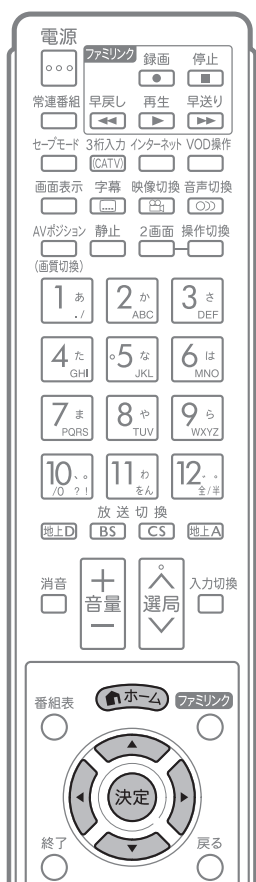 電源
ファミリンク 録画 停止
常連番組 早戻し 再生 早送り
セーブモード 3桁入力 インターネット VOD操作
(CATV)
画面表示 字幕 映像切換 音声切換
AVポジション 静止 2画面 操作切換
(画質切換)
1 あ ./ 2 か ABC 3 さ DEF
4 た GHI 5 な JKL 6 は MNO
7 ま PQRS 8 や TUV 9 ら WXYZ
10 、。 /0 ?! 11 わ をん 12 ゛゜ 全/半
放送切換
地上D BS CS 地上A
消音 + 音量 − 選局 入力切換
番組表 ホーム ファミリンク
決定
終了 戻る